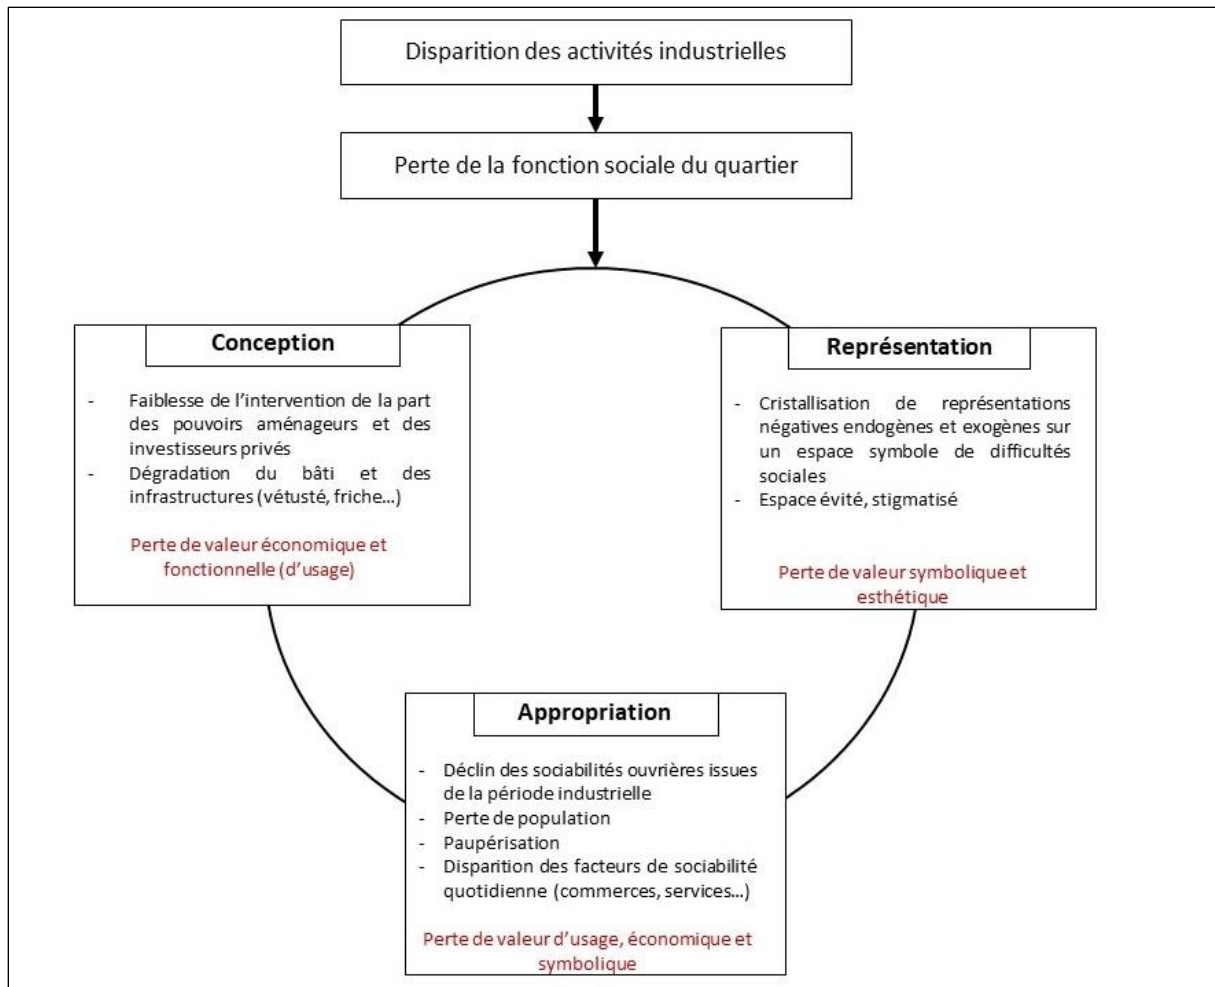 Disparition des activités industrielles
Perte de la fonction sociale du quartier
Conception
- Faiblesse de l'intervention de la part
des pouvoirs aménageurs et des
investisseurs privés
- Dégradation du bâti et des
infrastructures (vétusté, friche…)
Perte de valeur économique et
fonctionnelle (d'usage)
Représentation
- Cristallisation de représentations
négatives endogènes et exogènes sur
un espace symbole de difficultés
sociales
- Espace évité, stigmatisé
Perte de valeur symbolique et
esthétique
Appropriation
- Déclin des sociabilités ouvrières issues
de la période industrielle
- Perte de population
- Paupérisation
- Disparition des facteurs de sociabilité
quotidienne (commerces, services…)
Perte de valeur d'usage, économique et
symbolique